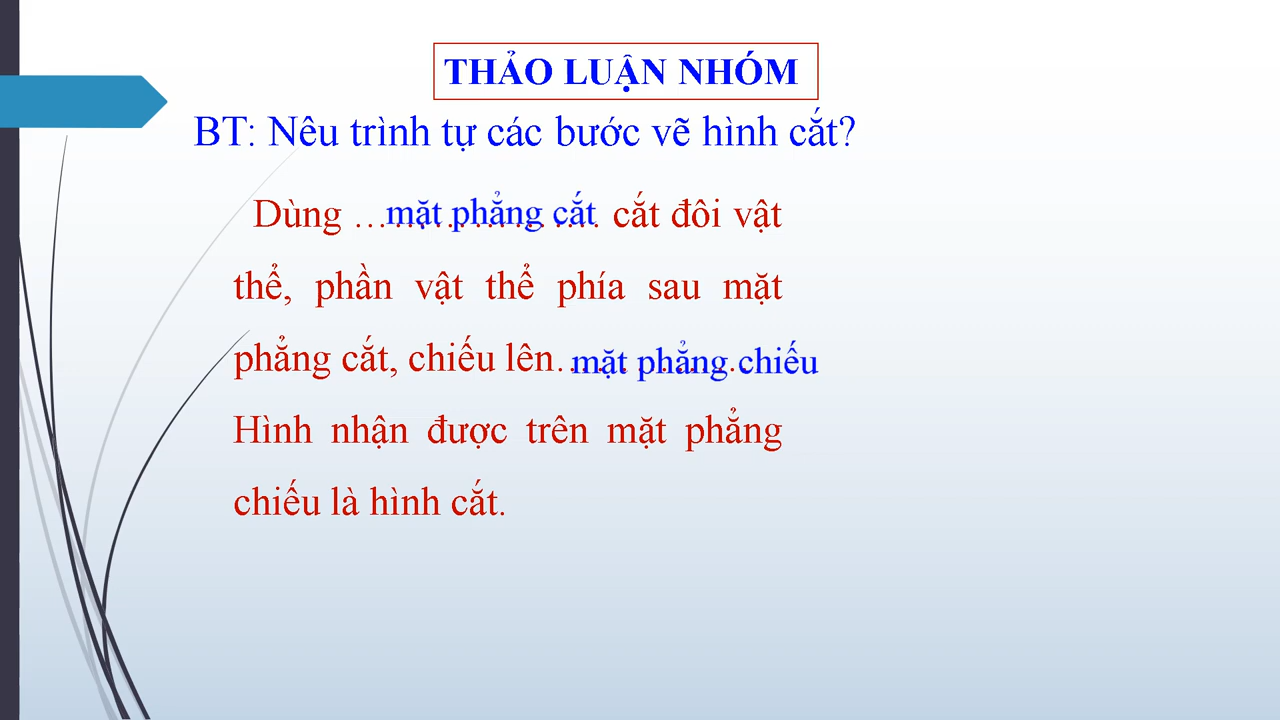 THẢO LUẬN NHÓM
BT: Nêu trình tự các bước vẽ hình cắt?
Dùng ... mặt phẳng cắt cắt đôi vật
thể, phần vật thể phía sau mặt
phẳng cắt, chiếu lên... mặt phẳng chiếu
Hình nhận được trên mặt phẳng
chiếu là hình cắt.